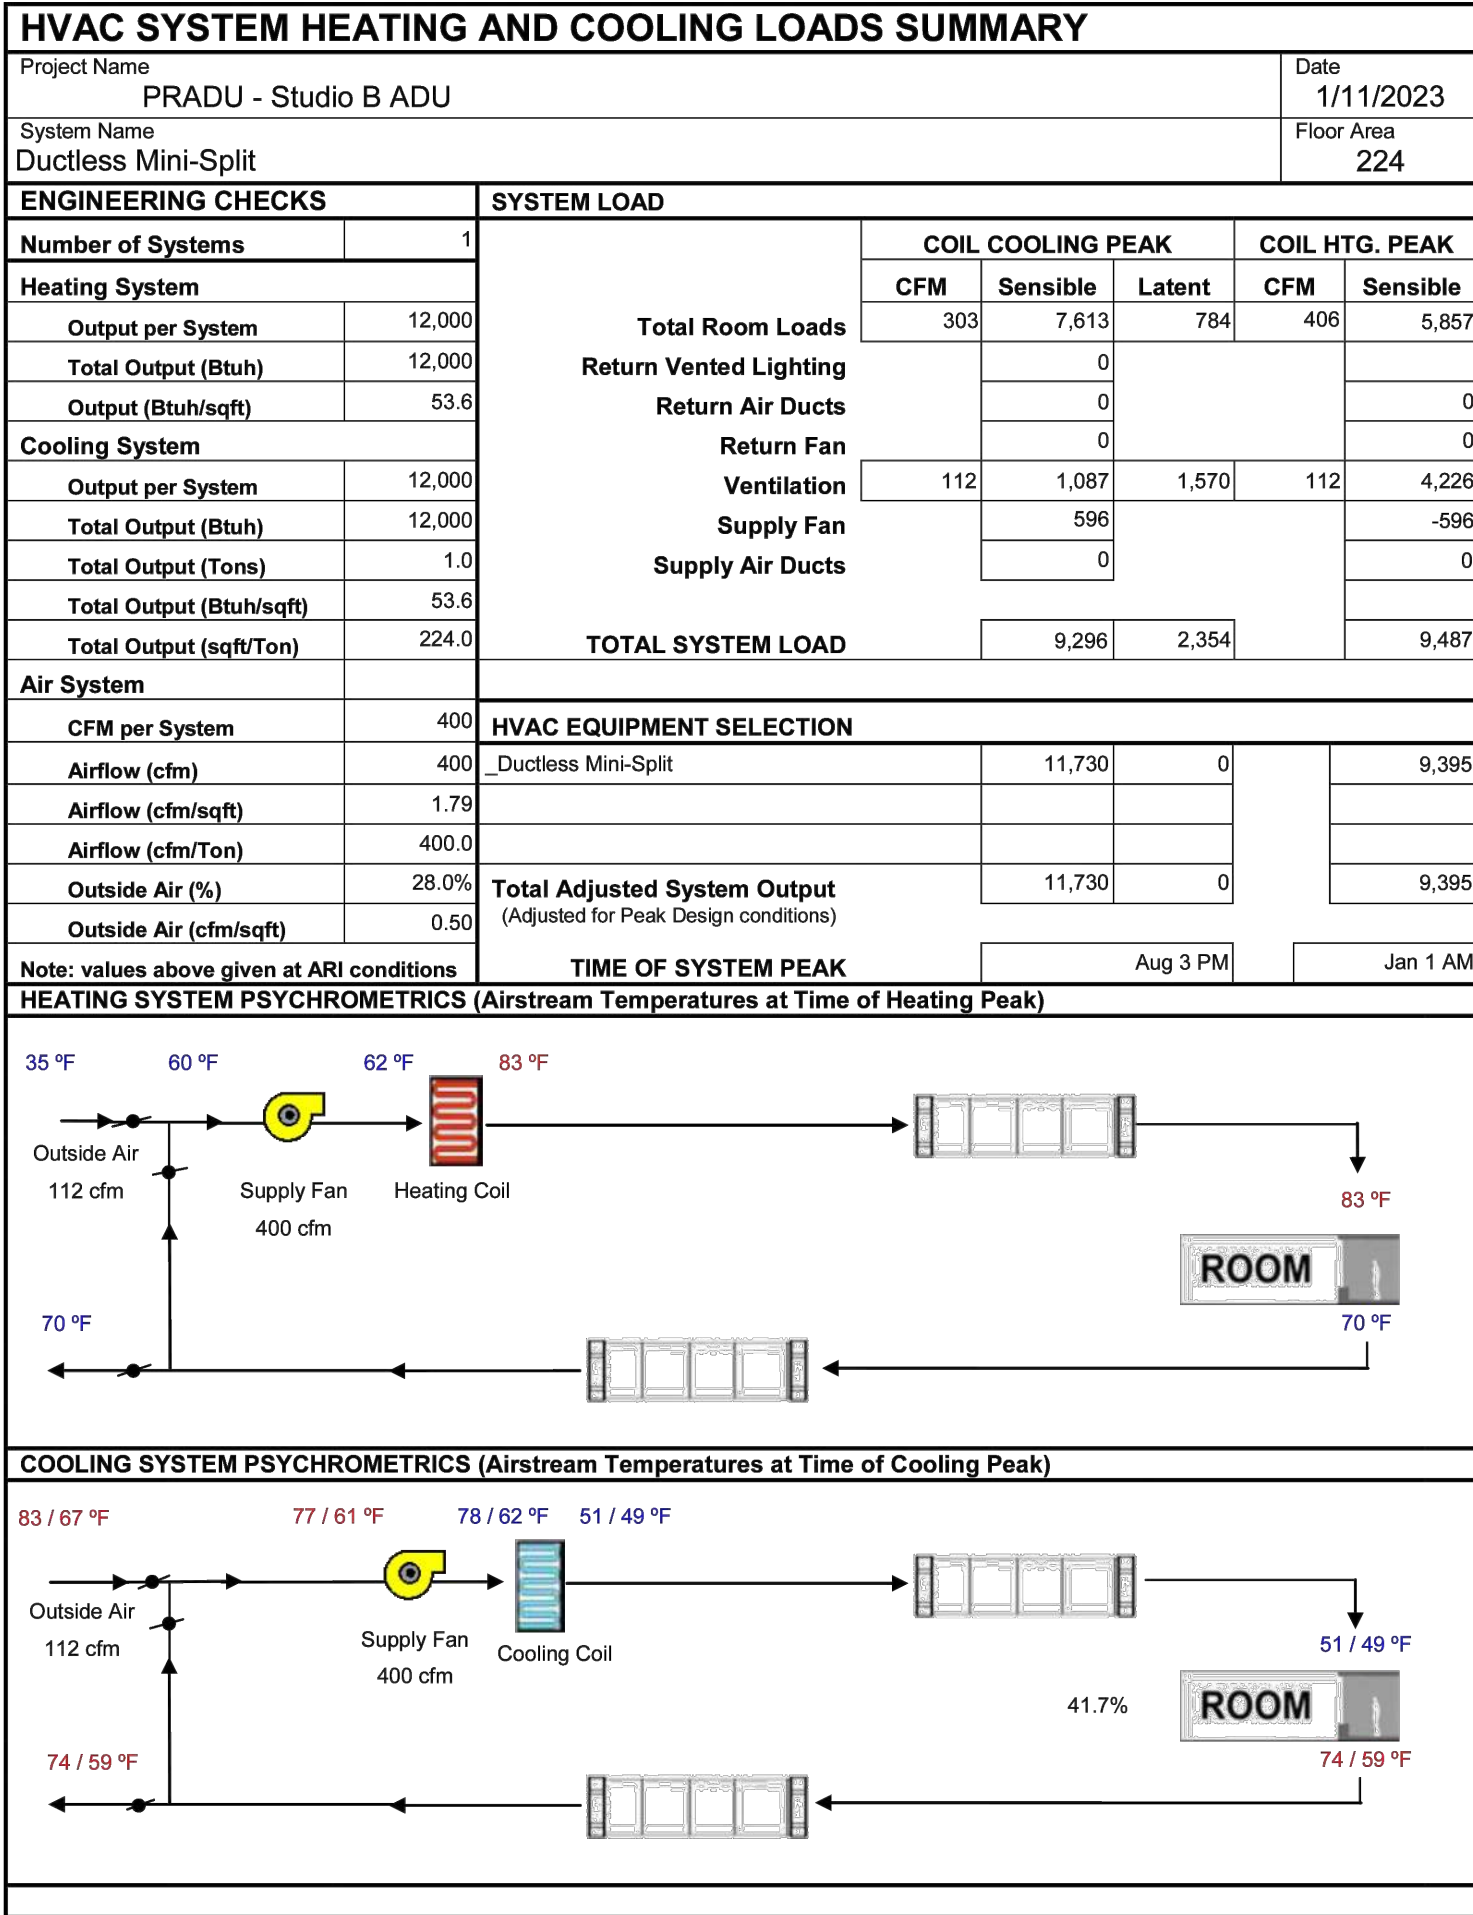 HVAC SYSTEM HEATING AND COOLING LOADS SUMMARY
Project Name
PRADU - Studio B ADU
Date
1/11/2023
System Name
Ductless Mini-Split
Floor Area
224
ENGINEERING CHECKS
Number of Systems 1
Heating System
Output per System 12,000
Total Output (Btuh) 12,000
Output (Btuh/sqft) 53.6
Cooling System
Output per System 12,000
Total Output (Btuh) 12,000
Total Output (Tons) 1.0
Total Output (Btuh/sqft) 53.6
Total Output (sqft/Ton) 224.0
Air System
CFM per System 400
Airflow (cfm) 400
Airflow (cfm/sqft) 1.79
Airflow (cfm/Ton) 400.0
Outside Air (%) 28.0%
Outside Air (cfm/sqft) 0.50
Note: values above given at ARI conditions
SYSTEM LOAD
COIL COOLING PEAK COIL HTG. PEAK
CFM Sensible Latent CFM Sensible
Total Room Loads 303 7,613 784 406 5,857
Return Vented Lighting 0
Return Air Ducts 0 0
Return Fan 0 0
Ventilation 112 1,087 1,570 112 4,226
Supply Fan 596 -596
Supply Air Ducts 0 0
TOTAL SYSTEM LOAD 9,296 2,354 9,487
HVAC EQUIPMENT SELECTION
_Ductless Mini-Split 11,730 0 9,395
Total Adjusted System Output 11,730 0 9,395
(Adjusted for Peak Design conditions)
TIME OF SYSTEM PEAK Aug 3 PM Jan 1 AM
HEATING SYSTEM PSYCHROMETRICS (Airstream Temperatures at Time of Heating Peak)
35 ºF 60 ºF 62 ºF 83 ºF
Outside Air
112 cfm
Supply Fan
400 cfm
Heating Coil
83 ºF
ROOM
70 ºF
70 ºF
COOLING SYSTEM PSYCHROMETRICS (Airstream Temperatures at Time of Cooling Peak)
83 / 67 ºF 77 / 61 ºF 78 / 62 ºF 51 / 49 ºF
Outside Air
112 cfm
Supply Fan
400 cfm
Cooling Coil
51 / 49 ºF
41.7%
ROOM
74 / 59 ºF
74 / 59 ºF